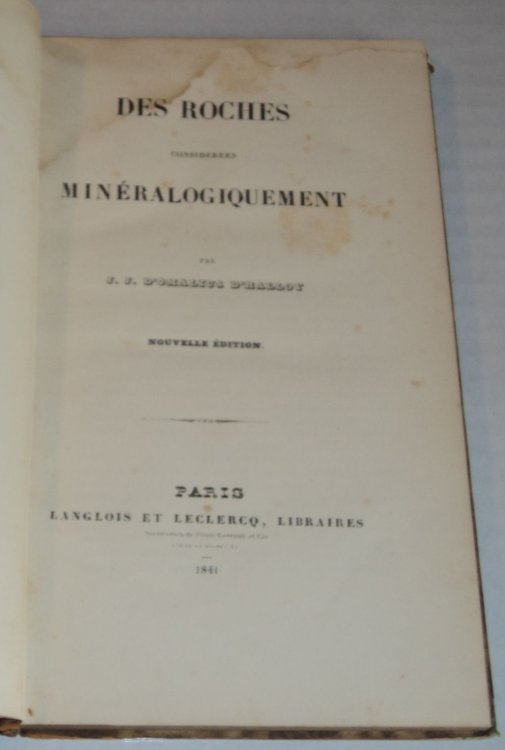 DES ROCHES
CONSIDÉRÉES
MINÉRALOGIQUEMENT
PAR
J. J. D'OMALIUS D'HALLOY
NOUVELLE ÉDITION.
PARIS
LANGLOIS ET LECLERCQ, LIBRAIRES
1841